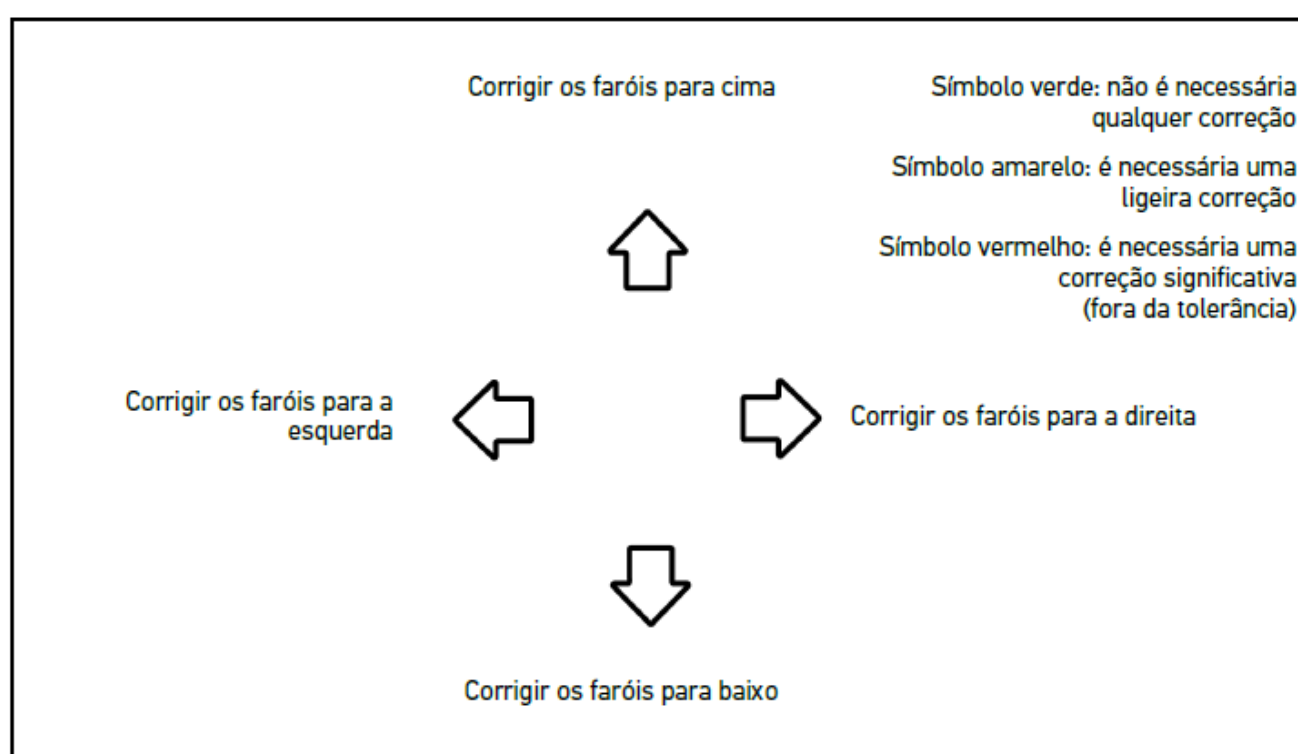 Corrigir os faróis para cima
Símbolo verde: não é necessária
qualquer correção
Símbolo amarelo: é necessária uma
ligeira correção
Símbolo vermelho: é necessária uma
correção significativa
(fora da tolerância)
Corrigir os faróis para a
esquerda
Corrigir os faróis para a direita
Corrigir os faróis para baixo